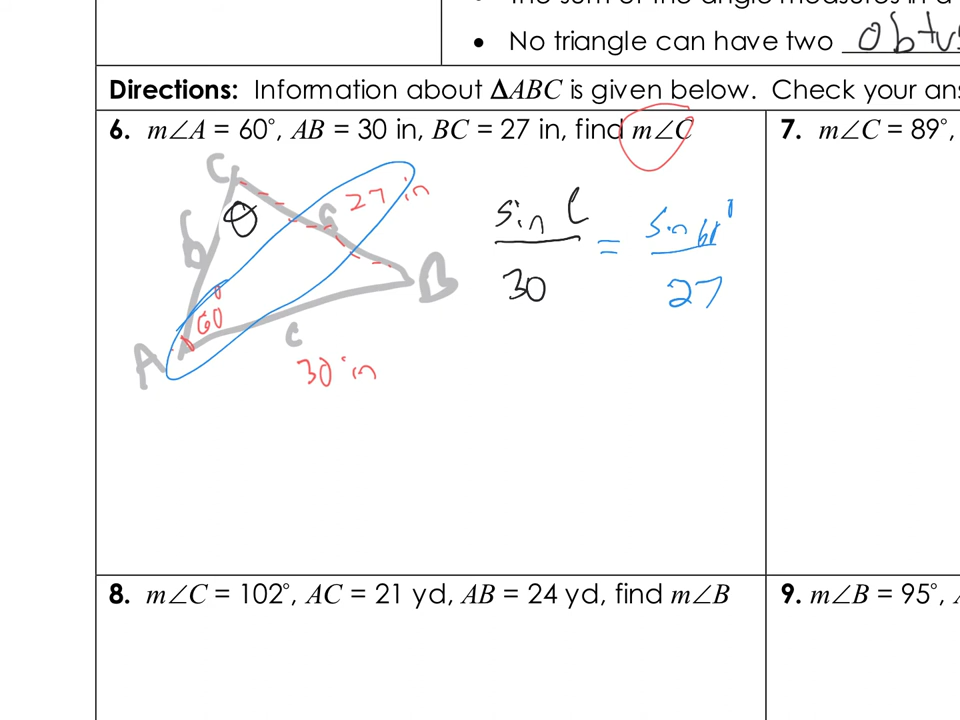 No triangle can have two
Directions: Information about ΔABC is given below. Check your
6. m∠A = 60°, AB = 30 in, BC = 27 in, find m∠C
7. m∠C = 89°,
C
27 in
θ
b
a
B
60°
A
c
30 in
sin C
30
=
sin 60°
27
8. m∠C = 102°, AC = 21 yd, AB = 24 yd, find m∠B
9. m∠B = 95°,